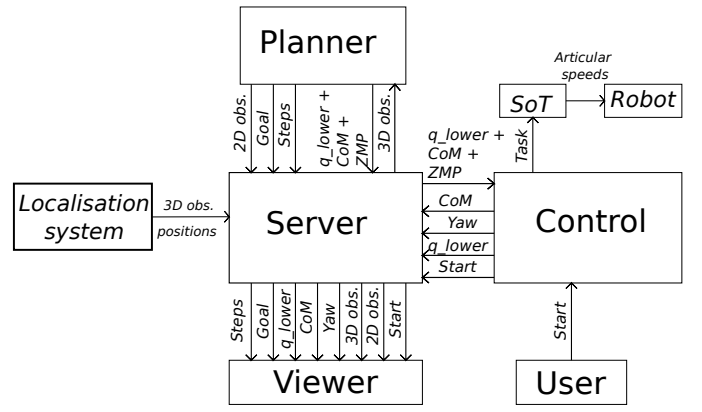 Planner
2D obs.
Goal
Steps
q_lower +
CoM +
ZMP
3D obs.
Articular
speeds
SoT
Robot
q_lower +
CoM +
ZMP
Task
Localisation
system
3D obs.
positions
Server
CoM
Yaw
q_lower
Start
Control
Steps
Goal
q_lower
CoM
Yaw
3D obs.
2D obs.
Start
Start
Viewer
User